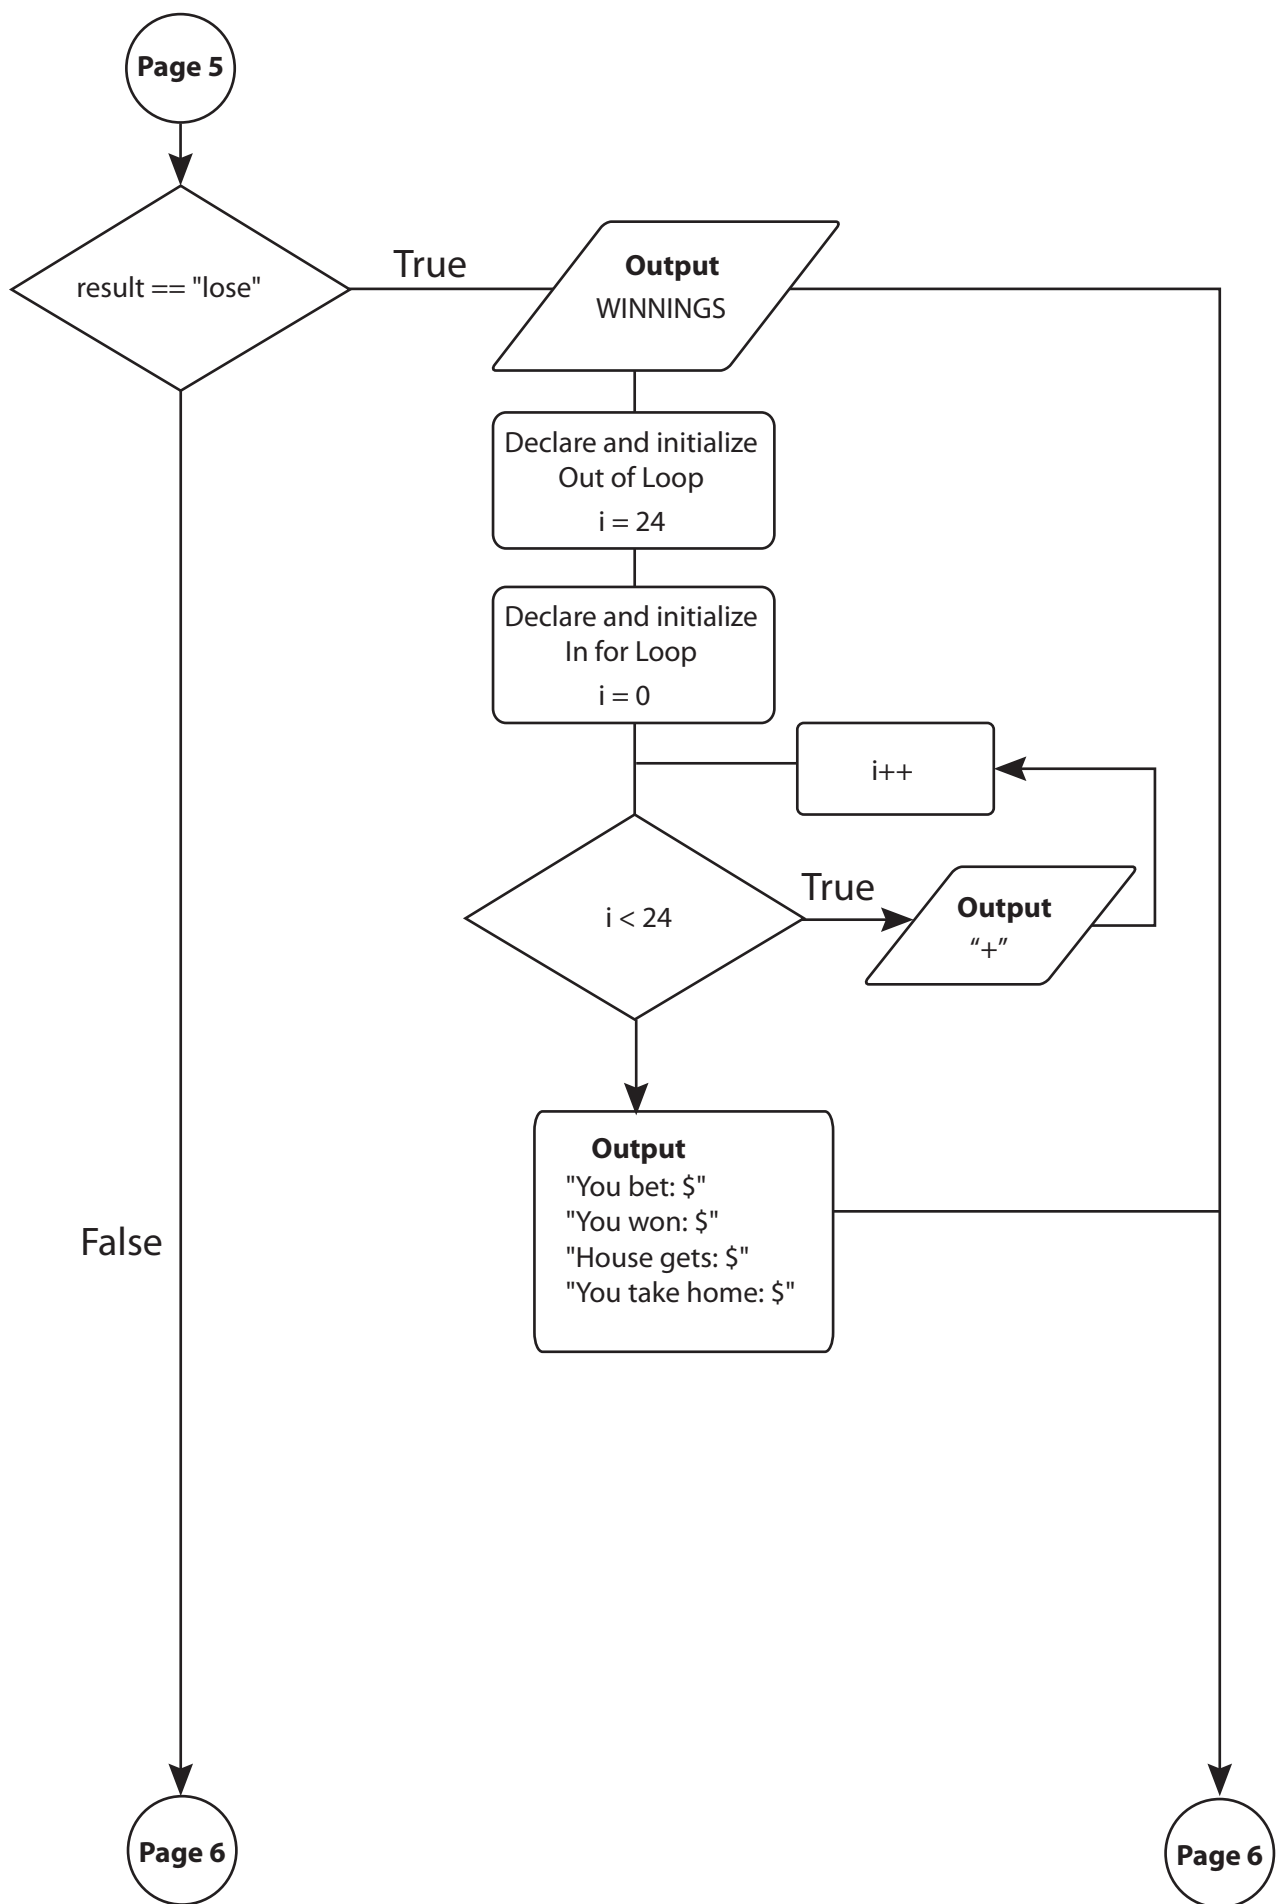 Page 5
result == "lose"
True
Output
WINNINGS
Declare and initialize
Out of Loop
i = 24
Declare and initialize
In for Loop
i = 0
i++
i < 24
True
Output
“+”
Output
"You bet: $"
"You won: $"
"House gets: $"
"You take home: $"
False
Page 6
Page 6